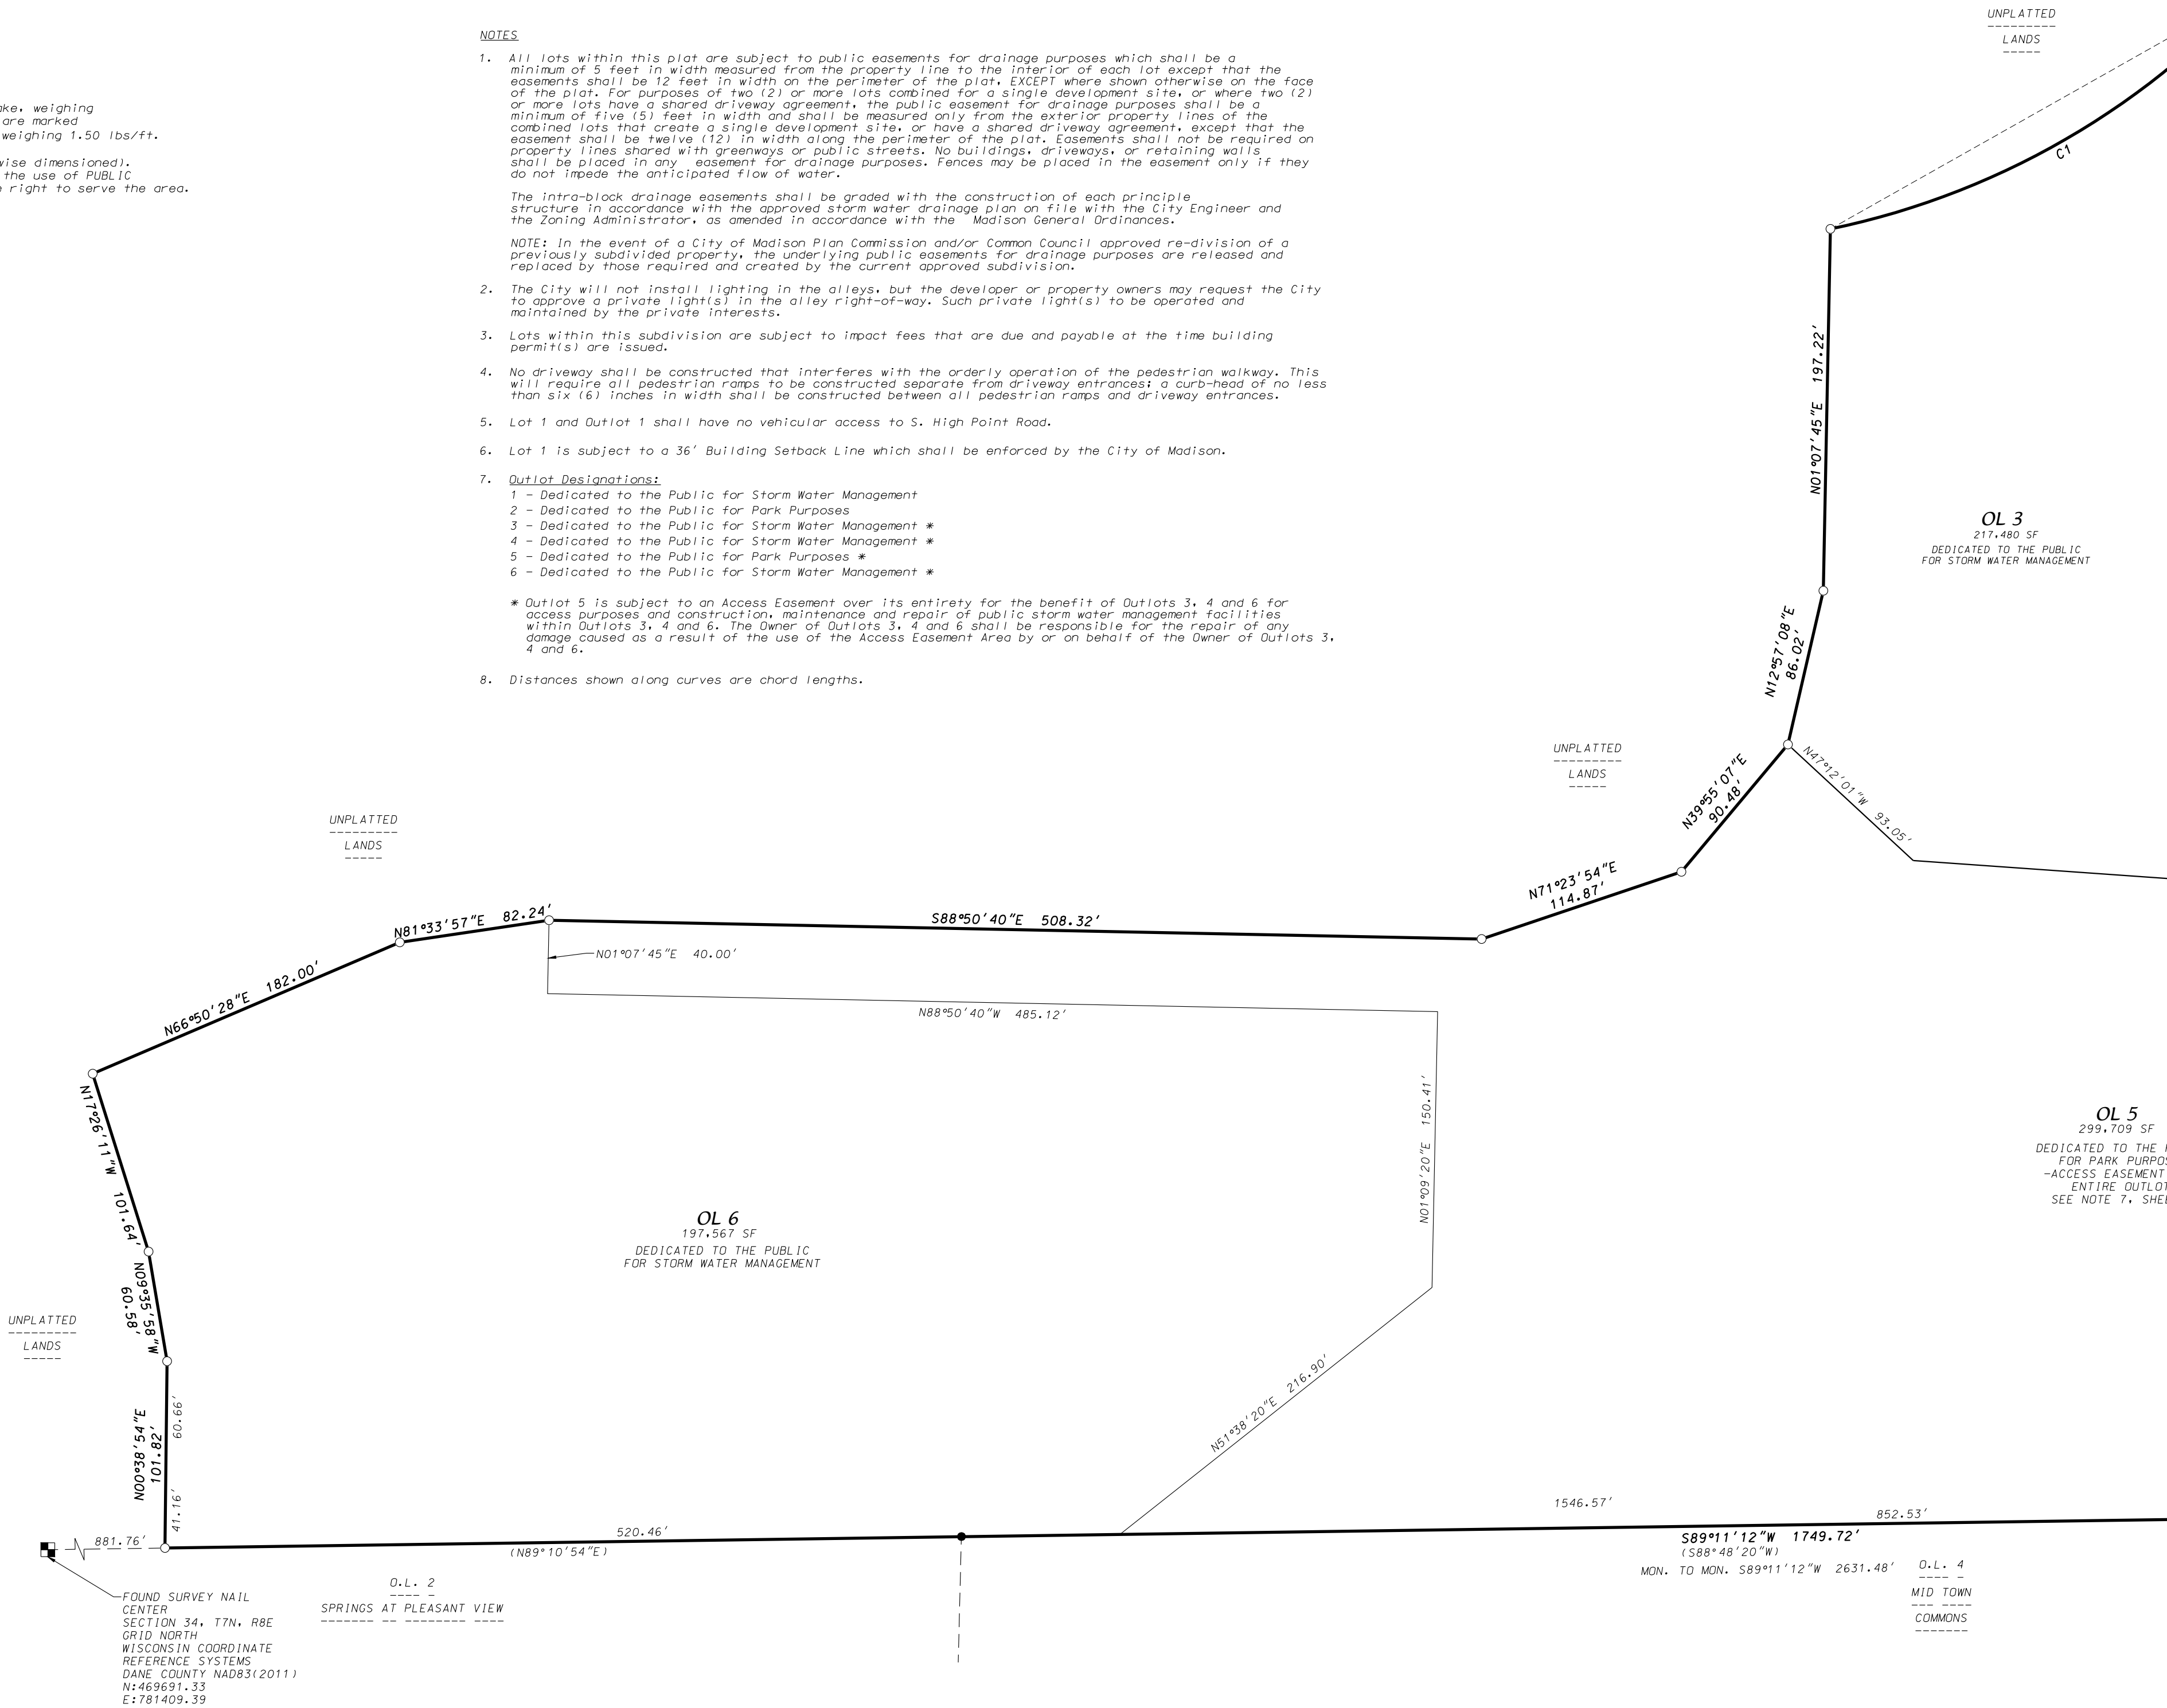 NOTES
1. All lots within this plat are subject to public easements for drainage purposes which shall be a
minimum of 5 feet in width measured from the property line to the interior of each lot except that the
easements shall be 12 feet in width on the perimeter of the plat, EXCEPT where shown otherwise on the face
of the plat. For purposes of two (2) or more lots combined for a single development site, or where two (2)
or more lots have a shared driveway agreement, the public easement for drainage purposes shall be a
minimum of five (5) feet in width and shall be measured only from the exterior property lines of the
combined lots that create a single development site, or have a shared driveway agreement, except that the
easement shall be twelve (12) in width along the perimeter of the plat. Easements shall not be required on
property lines shared with greenways or public streets. No buildings, driveways, or retaining walls
shall be placed in any easement for drainage purposes. Fences may be placed in the easement only if they
do not impede the anticipated flow of water.
The intra-block drainage easements shall be graded with the construction of each principle
structure in accordance with the approved storm water drainage plan on file with the City Engineer and
the Zoning Administrator, as amended in accordance with the Madison General Ordinances.
NOTE: In the event of a City of Madison Plan Commission and/or Common Council approved re-division of a
previously subdivided property, the underlying public easements for drainage purposes are released and
replaced by those required and created by the current approved subdivision.
2. The City will not install lighting in the alleys, but the developer or property owners may request the City
to approve a private light(s) in the alley right-of-way. Such private light(s) to be operated and
maintained by the private interests.
3. Lots within this subdivision are subject to impact fees that are due and payable at the time building
permit(s) are issued.
4. No driveway shall be constructed that interferes with the orderly operation of the pedestrian walkway. This
will require all pedestrian ramps to be constructed separate from driveway entrances; a curb-head of no less
than six (6) inches in width shall be constructed between all pedestrian ramps and driveway entrances.
5. Lot 1 and Outlot 1 shall have no vehicular access to S. High Point Road.
6. Lot 1 is subject to a 36' Building Setback Line which shall be enforced by the City of Madison.
7. Outlot Designations:
1 - Dedicated to the Public for Storm Water Management
2 - Dedicated to the Public for Park Purposes
3 - Dedicated to the Public for Storm Water Management *
4 - Dedicated to the Public for Storm Water Management *
5 - Dedicated to the Public for Park Purposes *
6 - Dedicated to the Public for Storm Water Management *
* Outlot 5 is subject to an Access Easement over its entirety for the benefit of Outlots 3, 4 and 6 for
access purposes and construction, maintenance and repair of public storm water management facilities
within Outlots 3, 4 and 6. The Owner of Outlots 3, 4 and 6 shall be responsible for the repair of any
damage caused as a result of the use of the Access Easement Area by or on behalf of the Owner of Outlots 3,
4 and 6.
8. Distances shown along curves are chord lengths.
ake, weighing
are marked
weighing 1.50 lbs/ft.
wise dimensioned).
the use of PUBLIC
e right to serve the area.
UNPLATTED
LANDS
C1
N01°07'45"E 197.22'
OL 3
217,480 SF
DEDICATED TO THE PUBLIC
FOR STORM WATER MANAGEMENT
N12°57'08"E
86.02'
UNPLATTED
LANDS
N39°55'07"E
90.48'
N47°12'01"W 93.05'
N71°23'54"E
114.87'
UNPLATTED
LANDS
N81°33'57"E 82.24'
S88°50'40"E 508.32'
N01°07'45"E 40.00'
N66°50'28"E 182.00'
N88°50'40"W 485.12'
N17°26'11"W 101.64'
N01°09'20"E 150.41'
OL 5
299,709 SF
DEDICATED TO THE
FOR PARK PURPOS
-ACCESS EASEMENT
ENTIRE OUTLOT
SEE NOTE 7, SHEE
OL 6
197,567 SF
DEDICATED TO THE PUBLIC
FOR STORM WATER MANAGEMENT
N09°35'58"W
60.58'
UNPLATTED
LANDS
N51°38'20"E 216.90'
N00°38'54"E
101.82'
60.66'
41.16'
881.76'
520.46'
(N89°10'54"E)
1546.57'
852.53'
S89°11'12"W 1749.72'
(S88°48'20"W)
MON. TO MON. S89°11'12"W 2631.48'
O.L. 4
MID TOWN
COMMONS
O.L. 2
SPRINGS AT PLEASANT VIEW
FOUND SURVEY NAIL
CENTER
SECTION 34, T7N, R8E
GRID NORTH
WISCONSIN COORDINATE
REFERENCE SYSTEMS
DANE COUNTY NAD83(2011)
N:469691.33
E:781409.39